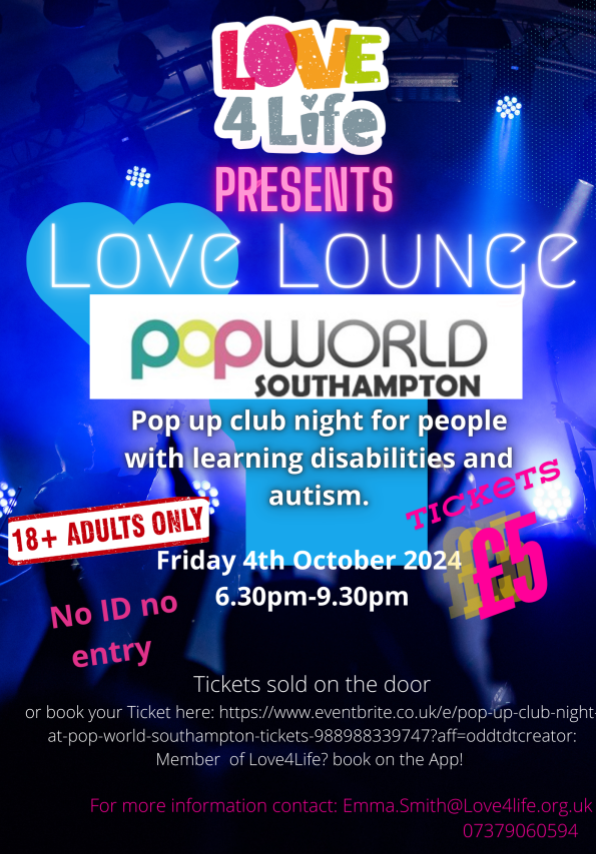 LOVE
4 Life
PRESENTS
Love Lounge
popWORLD
SOUTHAMPTON
Pop up club night for people
with learning disabilities and
autism.
TICKETS
£5
18+ ADULTS ONLY
Friday 4th October 2024
6.30pm-9.30pm
No ID no
entry
Tickets sold on the door
or book your Ticket here: https://www.eventbrite.co.uk/e/pop-up-club-night-
at-pop-world-southampton-tickets-988988339747?aff=oddtdtcreator:
Member of Love4Life? book on the App!
For more information contact: Emma.Smith@Love4life.org.uk
07379060594